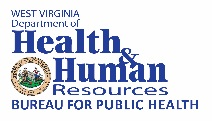 WEST VIRGINIA
Department of
Health
&
Human
Resources
BUREAU FOR PUBLIC HEALTH